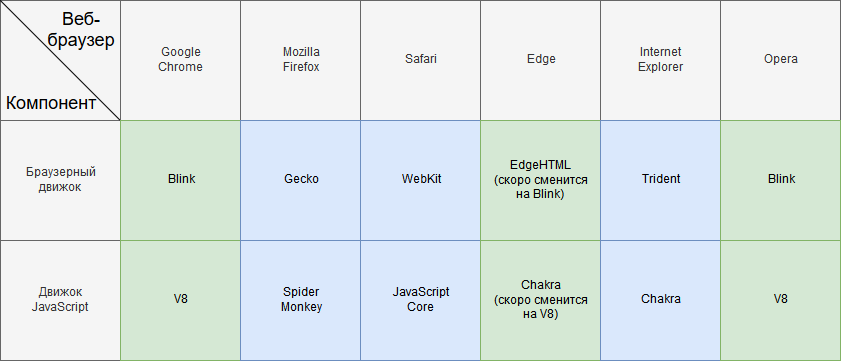 Веб-
браузер
Компонент
Google
Chrome
Mozilla
Firefox
Safari
Edge
Internet
Explorer
Opera
Браузерный
движок
Blink
Gecko
WebKit
EdgeHTML
(скоро сменится
на Blink)
Trident
Blink
Движок
JavaScript
V8
Spider
Monkey
JavaScript
Core
Chakra
(скоро сменится
на V8)
Chakra
V8